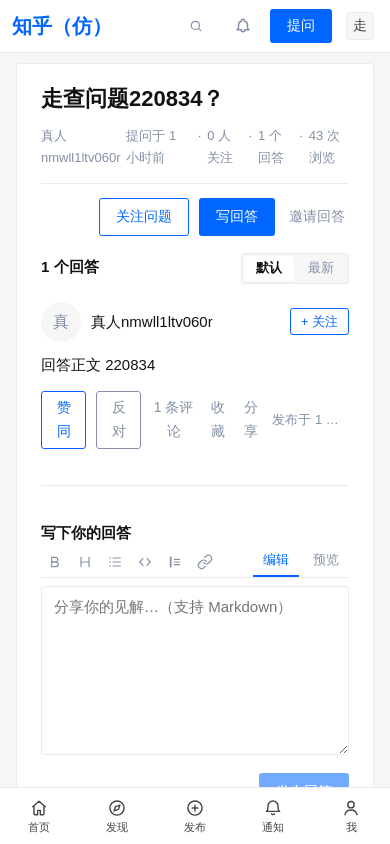 知乎（仿） 提问 走
走查问题220834？
真人 提问于 1 · 0 人 · 1 个 · 43 次
nmwll1ltv060r 小时前 关注 回答 浏览
关注问题 写回答 邀请回答
1 个回答 默认 最新
真 真人nmwll1ltv060r + 关注
回答正文 220834
赞同 反对 1 条评论 收藏 分享 发布于 1 …
写下你的回答
编辑 预览
分享你的见解…（支持 Markdown）
首页 发现 发布 通知 我